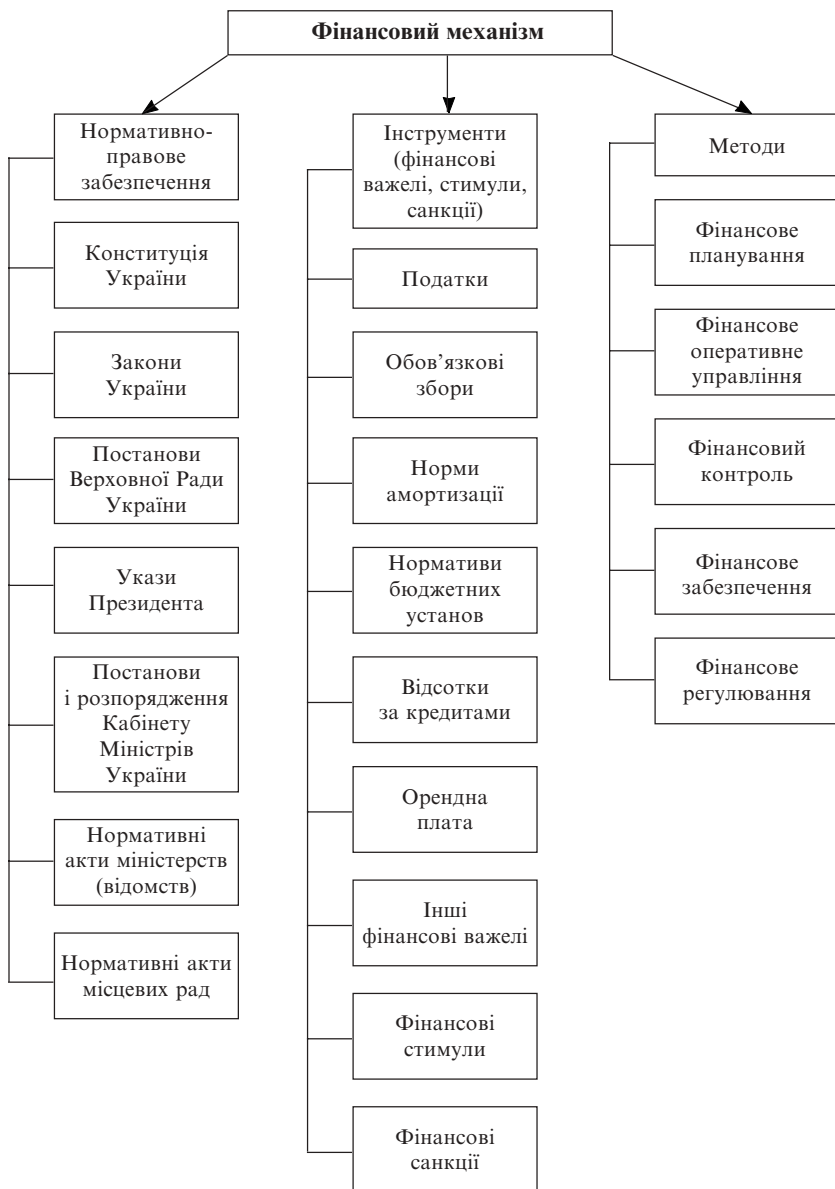 Фінансовий механізм
Нормативно-
правове
забезпечення
Конституція
України
Закони
України
Постанови
Верховної Ради
України
Укази
Президента
Постанови
і розпорядження
Кабінету
Міністрів
України
Нормативні
акти міністерств
(відомств)
Нормативні акти
місцевих рад
Інструменти
(фінансові
важелі, стимули,
санкції)
Податки
Обов’язкові
збори
Норми
амортизації
Нормативи
бюджетних
установ
Відсотки
за кредитами
Орендна
плата
Інші
фінансові важелі
Фінансові
стимули
Фінансові
санкції
Методи
Фінансове
планування
Фінансове
оперативне
управління
Фінансовий
контроль
Фінансове
забезпечення
Фінансове
регулювання